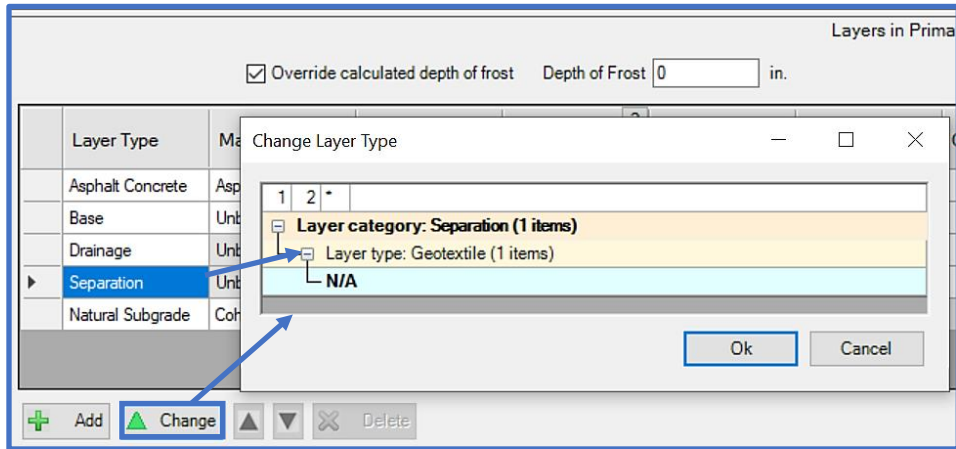 Layers in Prima
Override calculated depth of frost Depth of Frost 0 in.
Layer Type Ma
Change Layer Type
Asphalt Concrete Asp
1 2 *
Base Unb
Layer category: Separation (1 items)
Drainage Unb
Layer type: Geotextile (1 items)
Separation Unb
N/A
Natural Subgrade Coh
Ok Cancel
Add Change Delete